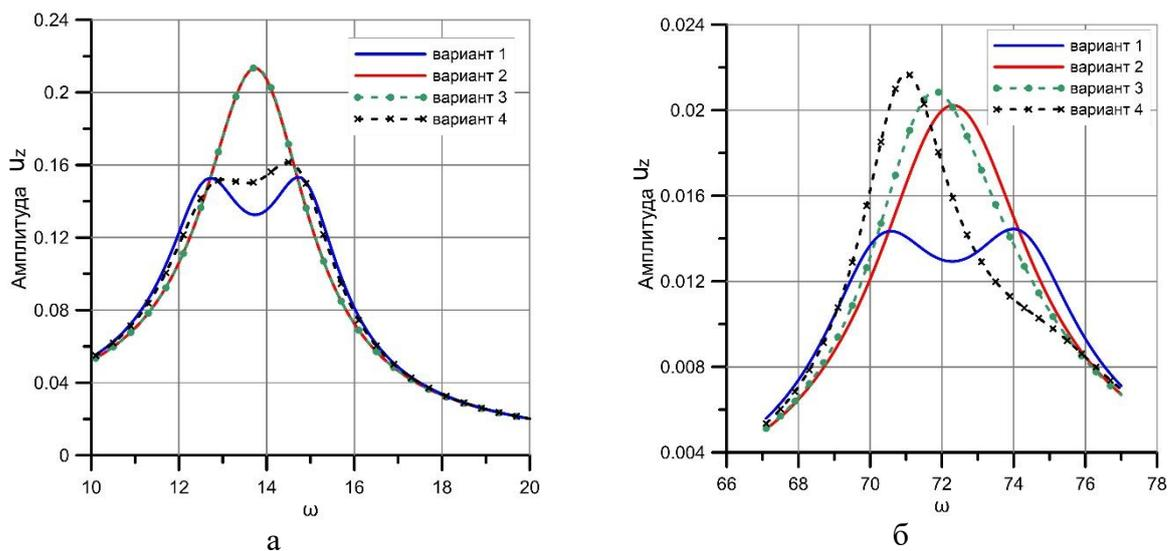 0.24
0.2
0.16
0.12
0.08
0.04
0
Амплитуда uz
10 12 14 16 18 20
ω
вариант 1
вариант 2
вариант 3
вариант 4
а
0.024
0.02
0.016
0.012
0.008
0.004
Амплитуда uz
66 68 70 72 74 76 78
ω
вариант 1
вариант 2
вариант 3
вариант 4
б